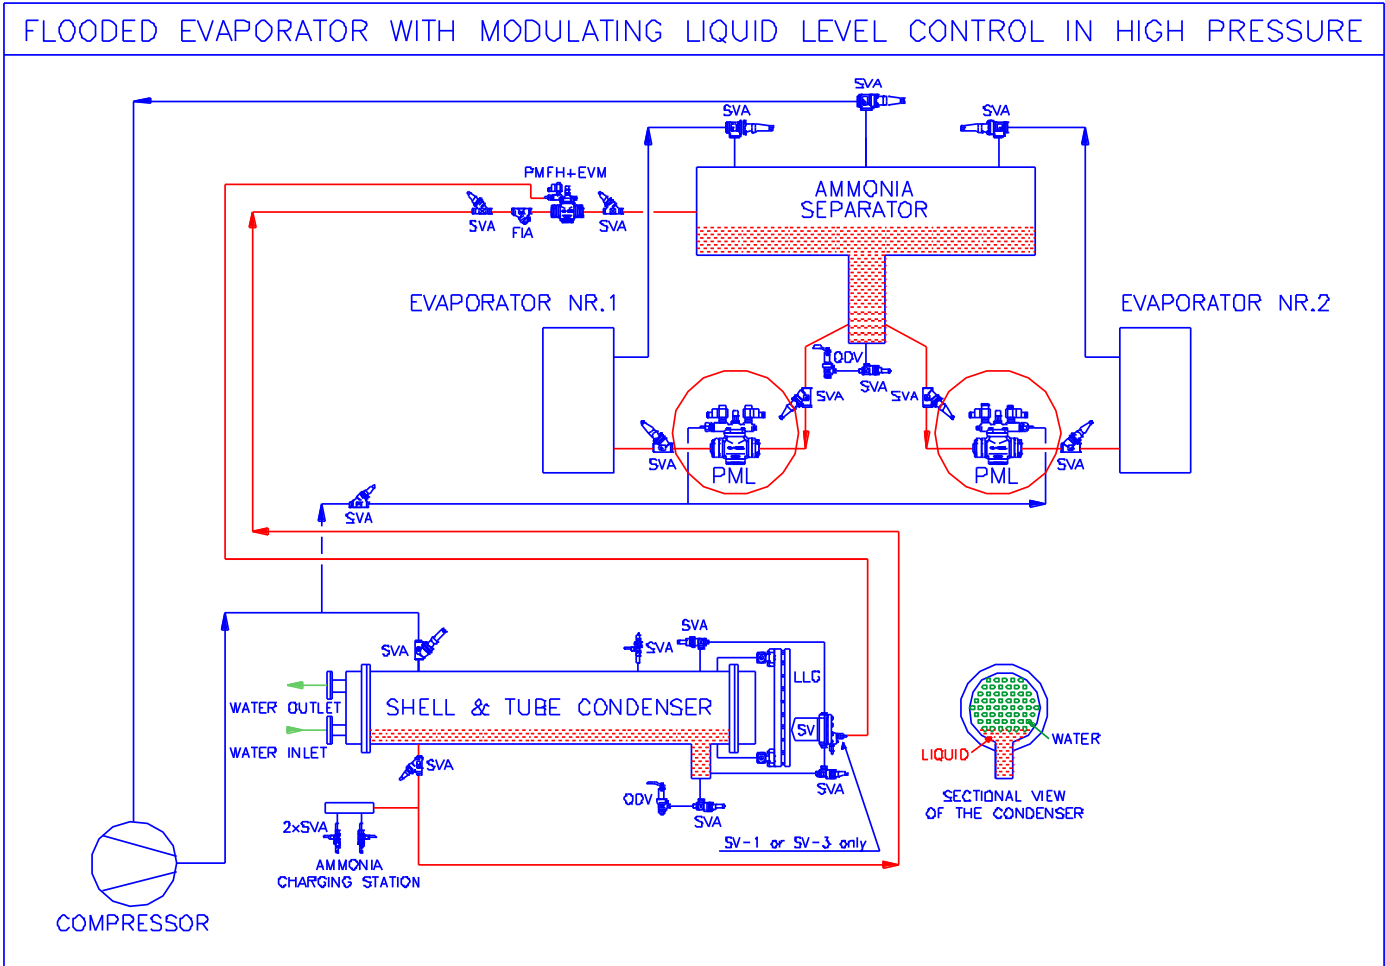 FLOODED EVAPORATOR WITH MODULATING LIQUID LEVEL CONTROL IN HIGH PRESSURE
SVA
SVA
SVA
PMFH+EVM
AMMONIA
SEPARATOR
SVA
FIA
SVA
EVAPORATOR NR.1
EVAPORATOR NR.2
QDV
SVA
SVA
SVA
SVA
SVA
PML
PML
SVA
SVA
SVA
SVA
SVA
LLG
WATER OUTLET
SHELL & TUBE CONDENSER
SV
WATER INLET
WATER
LIQUID
SVA
SVA
QDV
SVA
SECTIONAL VIEW
OF THE CONDENSER
2xSVA
SV-1 or SV-3 only
AMMONIA
CHARGING STATION
COMPRESSOR